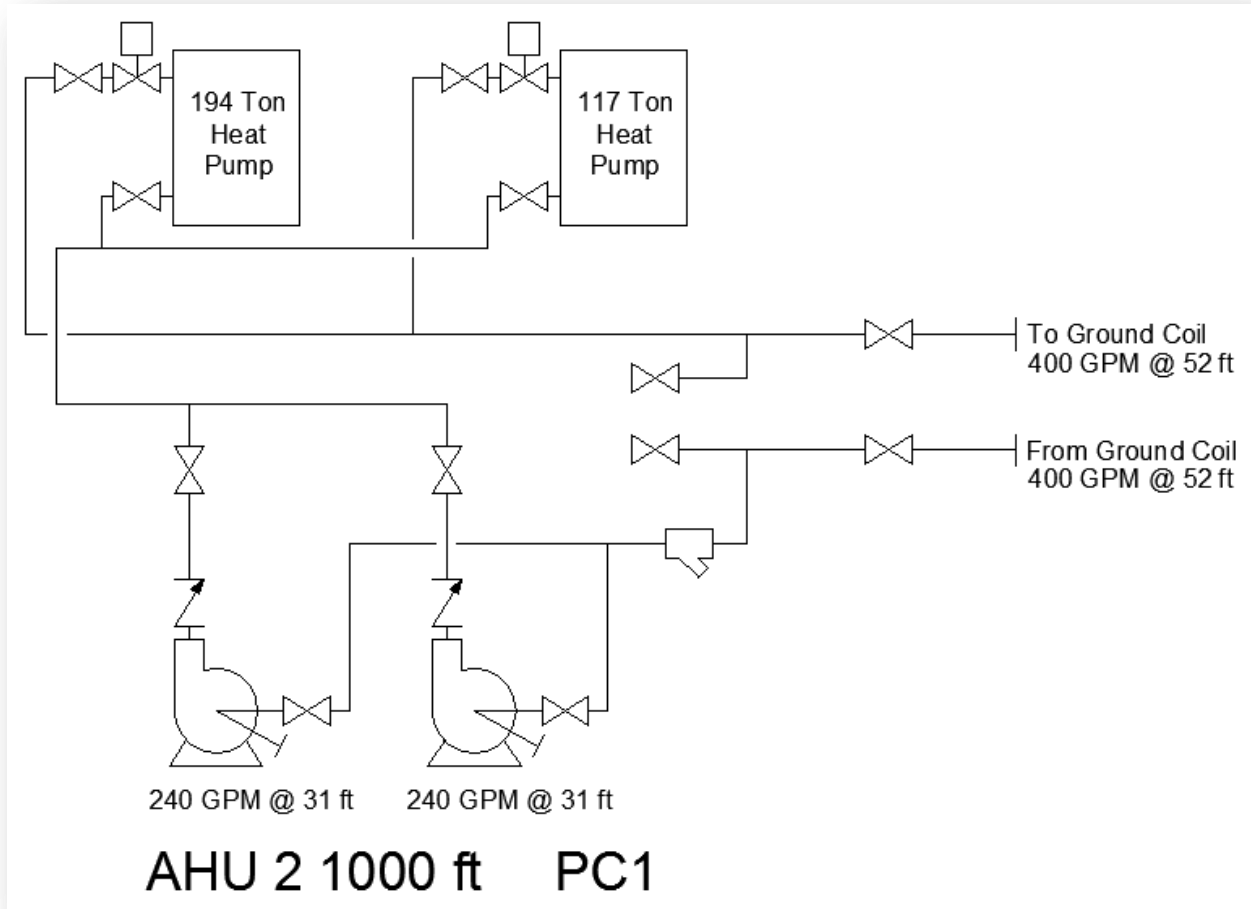 194 Ton
Heat
Pump
117 Ton
Heat
Pump
To Ground Coil
400 GPM @ 52 ft
From Ground Coil
400 GPM @ 52 ft
240 GPM @ 31 ft
240 GPM @ 31 ft
AHU 2 1000 ft PC1